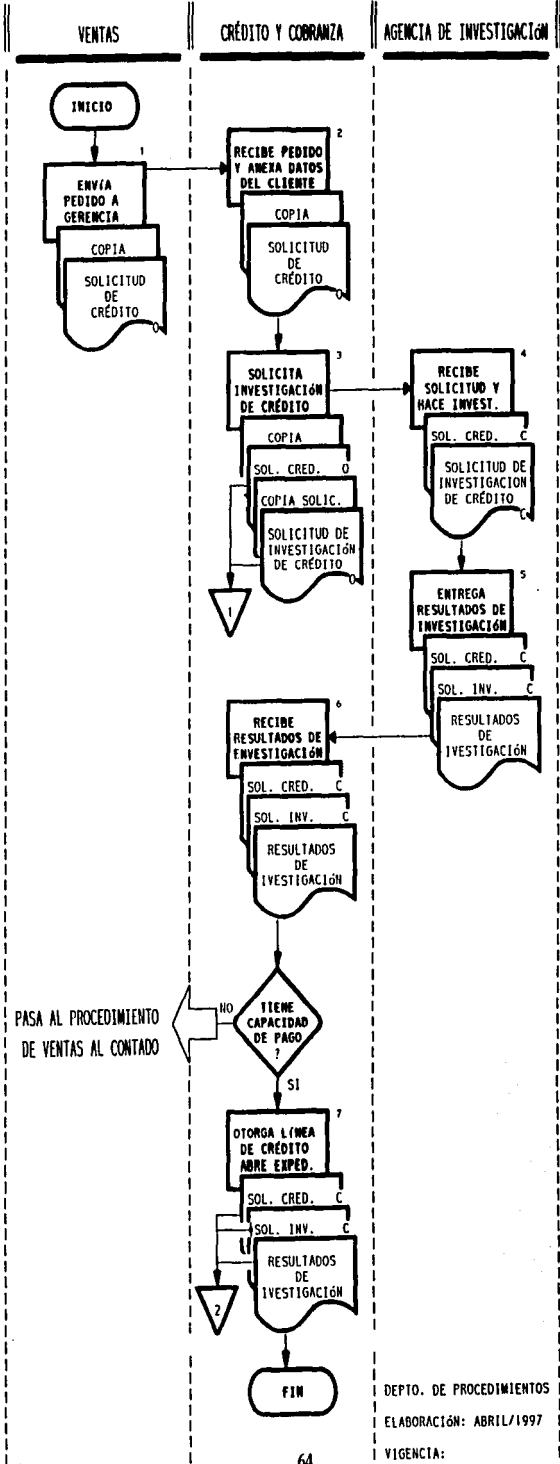 VENTAS
CRÉDITO Y COBRANZA
AGENCIA DE INVESTIGACIÓN
INICIO
1
ENVÍA
PEDIDO A
GERENCIA
COPIA
SOLICITUD
DE
CRÉDITO
O
2
RECIBE PEDIDO
Y ANEXA DATOS
DEL CLIENTE
COPIA
SOLICITUD
DE
CRÉDITO
O
3
SOLICITA
INVESTIGACIÓN
DE CRÉDITO
COPIA
SOL. CRED. O
COPIA SOLIC.
SOLICITUD DE
INVESTIGACIÓN
DE CRÉDITO
O
1
4
RECIBE
SOLICITUD Y
HACE INVEST.
SOL. CRED. C
SOLICITUD DE
INVESTIGACION
DE CRÉDITO
C
5
ENTREGA
RESULTADOS DE
INVESTIGACIÓN
SOL. CRED. C
SOL. INV. C
RESULTADOS
DE
IVESTIGACIÓN
6
RECIBE
RESULTADOS DE
ENVESTIGACIÓN
SOL. CRED. C
SOL. INV. C
RESULTADOS
DE
IVESTIGACIÓN
TIENE
CAPACIDAD
DE PAGO
?
NO
PASA AL PROCEDIMIENTO
DE VENTAS AL CONTADO
SI
7
OTORGA LÍNEA
DE CRÉDITO
ABRE EXPED.
SOL. CRED. C
SOL. INV. C
RESULTADOS
DE
IVESTIGACIÓN
2
FIN
DEPTO. DE PROCEDIMIENTOS
ELABORACIÓN: ABRIL/1997
VIGENCIA:
64